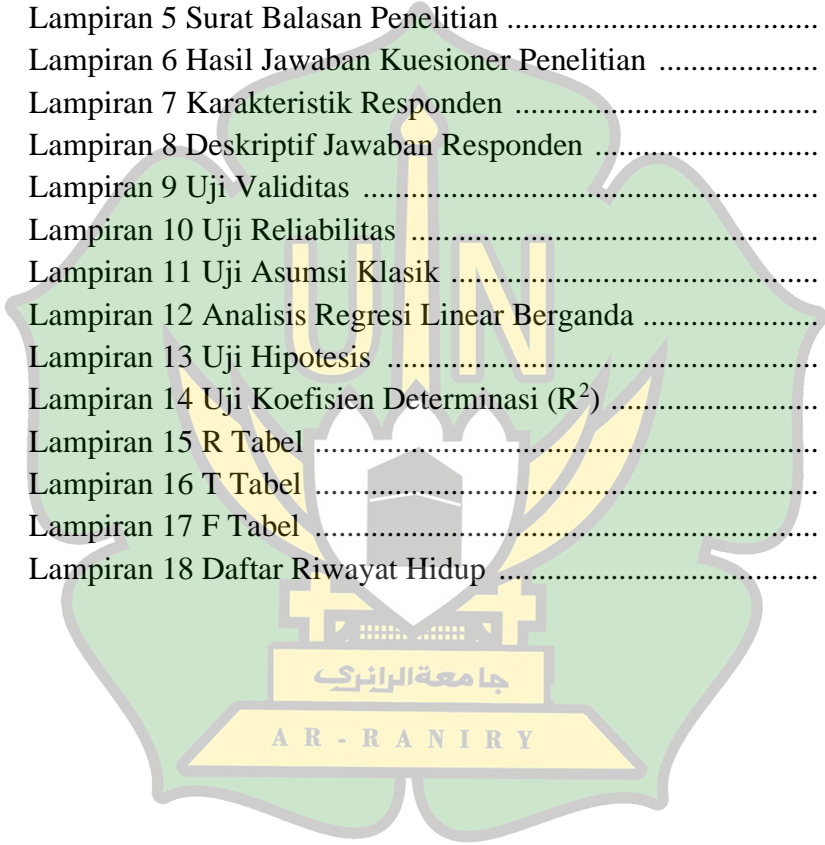 Lampiran 5 Surat Balasan Penelitian .......................................
Lampiran 6 Hasil Jawaban Kuesioner Penelitian ....................
Lampiran 7 Karakteristik Responden ......................................
Lampiran 8 Deskriptif Jawaban Responden ............................
Lampiran 9 Uji Validitas .........................................................
Lampiran 10 Uji Reliabilitas ...................................................
Lampiran 11 Uji Asumsi Klasik ..............................................
Lampiran 12 Analisis Regresi Linear Berganda ......................
Lampiran 13 Uji Hipotesis ......................................................
Lampiran 14 Uji Koefisien Determinasi (R²) ..........................
Lampiran 15 R Tabel ...............................................................
Lampiran 16 T Tabel ...............................................................
Lampiran 17 F Tabel ...............................................................
Lampiran 18 Daftar Riwayat Hidup ........................................
UIN
جامعة الرانري
AR-RANIRY